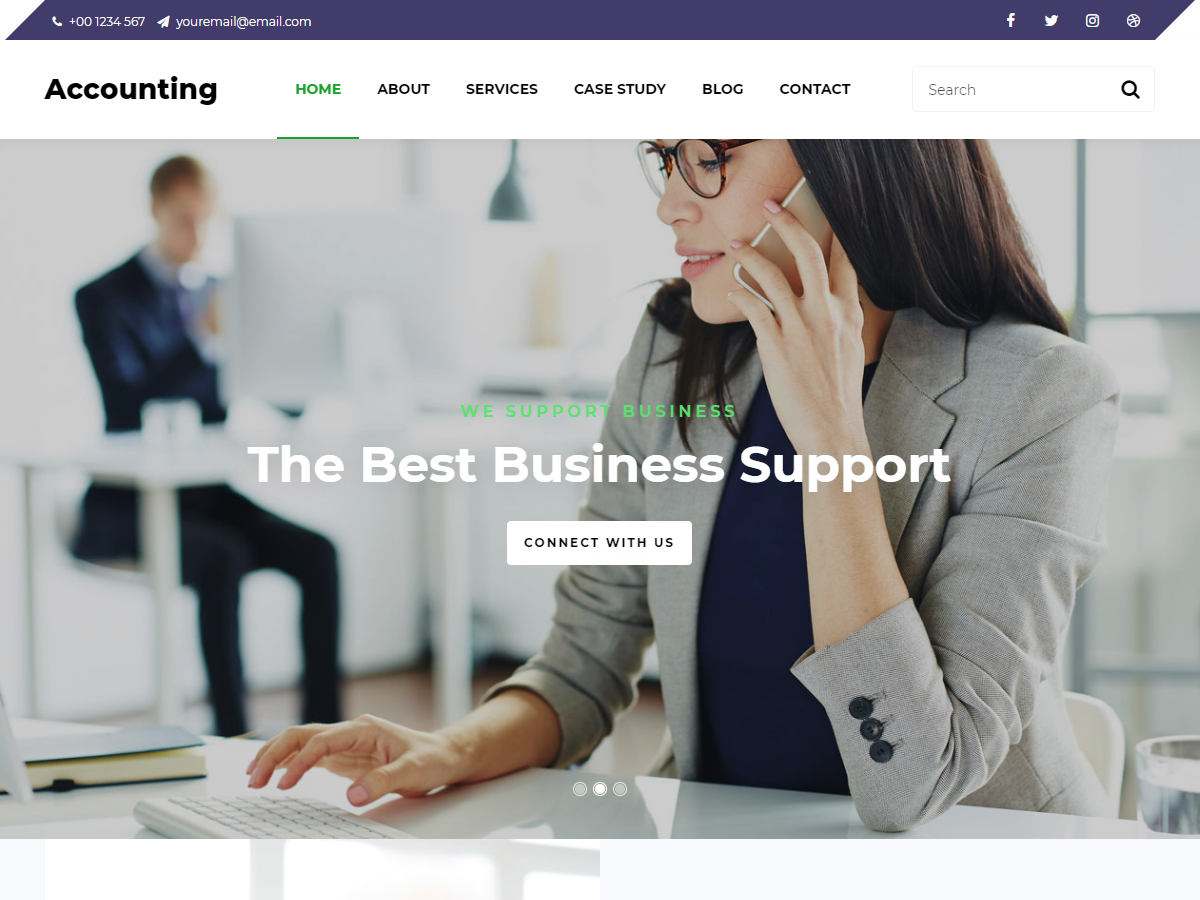 +00 1234 567 youremail@email.com
Accounting HOME ABOUT SERVICES CASE STUDY BLOG CONTACT Search
WE SUPPORT BUSINESS
The Best Business Support
CONNECT WITH US